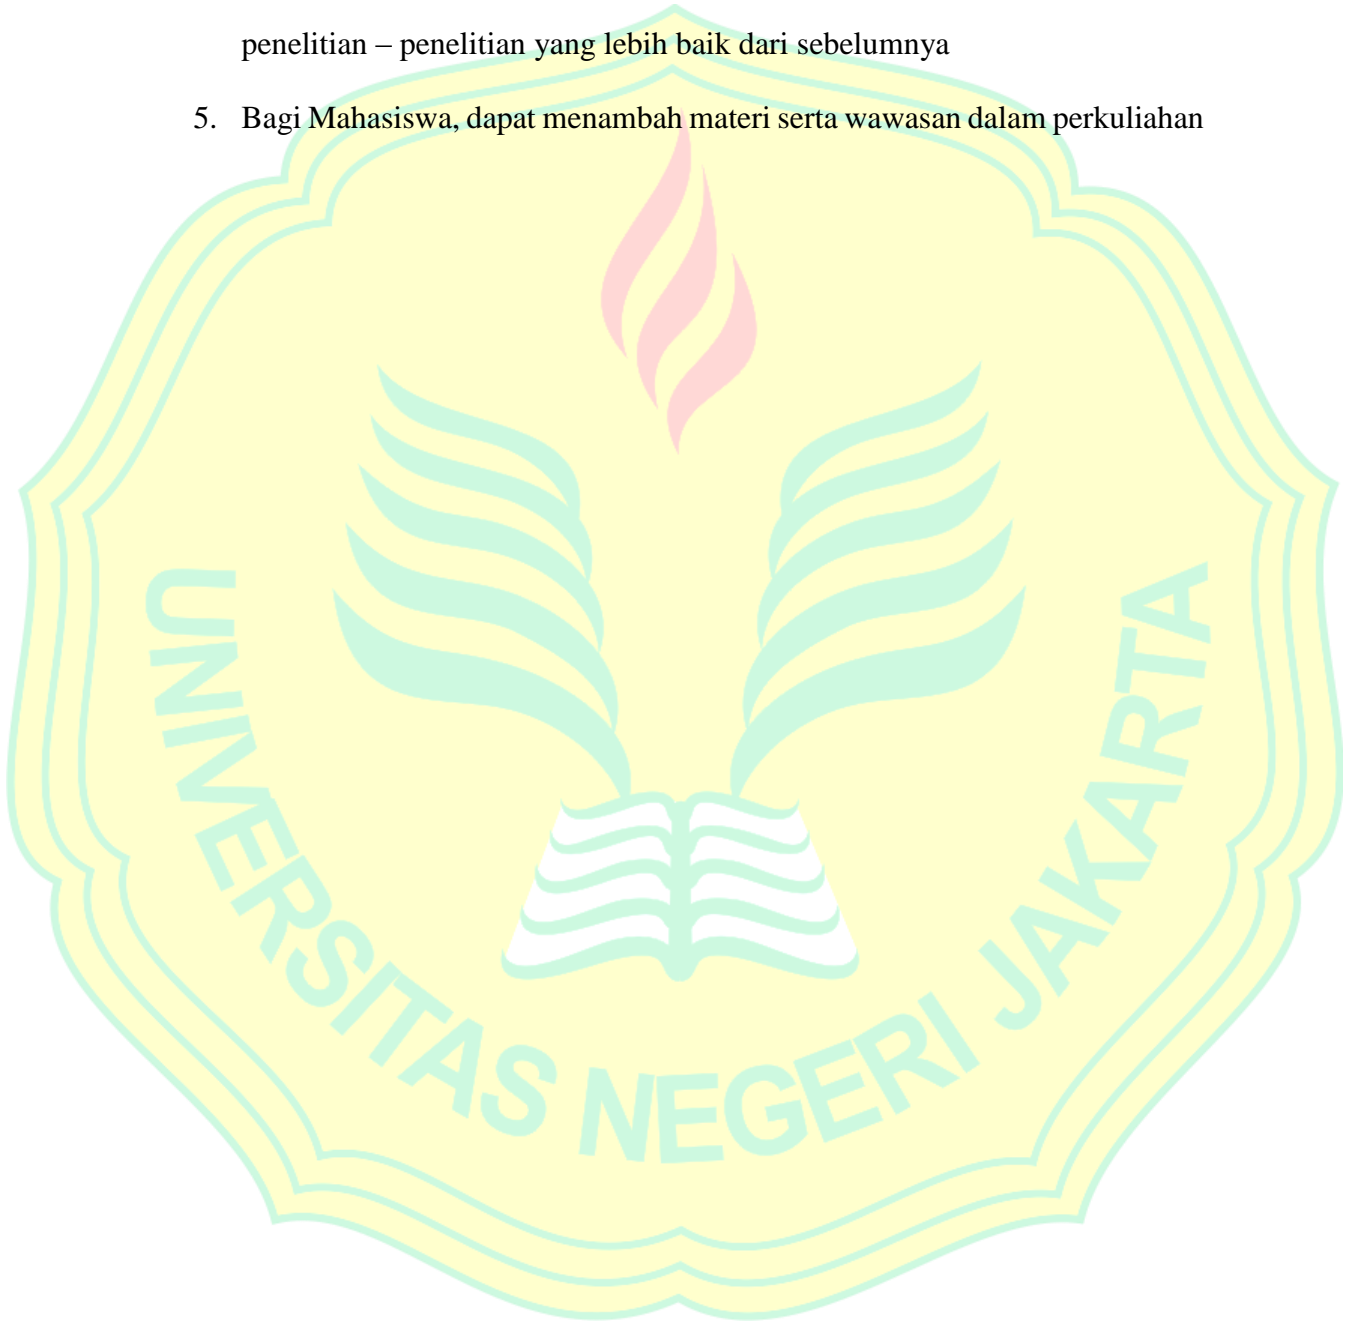 penelitian – penelitian yang lebih baik dari sebelumnya
5. Bagi Mahasiswa, dapat menambah materi serta wawasan dalam perkuliahan
UNIVERSITAS NEGERI JAKARTA